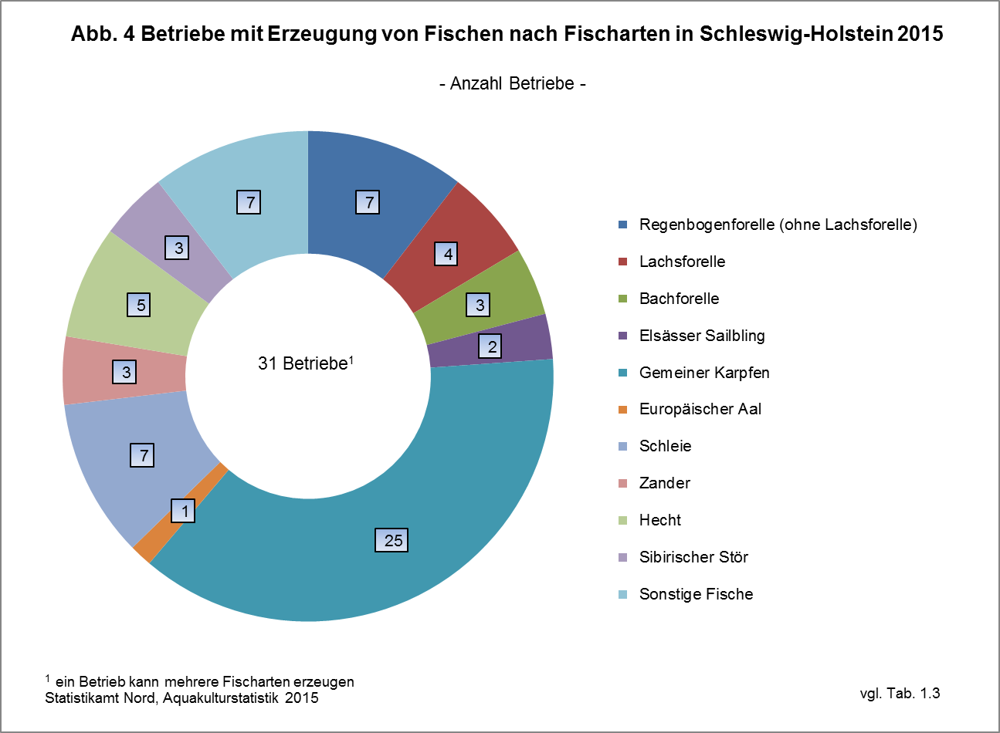 Abb. 4 Betriebe mit Erzeugung von Fischen nach Fischarten in Schleswig-Holstein 2015
- Anzahl Betriebe -
7
7
4
3
3
2
5
3
7
1
25
31 Betriebe¹
Regenbogenforelle (ohne Lachsforelle)
Lachsforelle
Bachforelle
Elsässer Sailbling
Gemeiner Karpfen
Europäischer Aal
Schleie
Zander
Hecht
Sibirischer Stör
Sonstige Fische
¹ ein Betrieb kann mehrere Fischarten erzeugen
Statistikamt Nord, Aquakulturstatistik 2015
vgl. Tab. 1.3